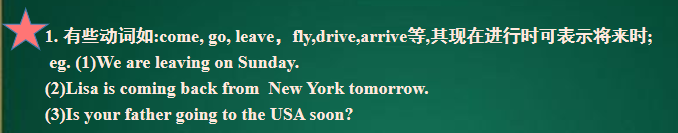 1. 有些动词如:come, go, leave，fly,drive,arrive等,其现在进行时可表示将来时;
eg. (1)We are leaving on Sunday.
(2)Lisa is coming back from  New York tomorrow.
(3)Is your father going to the USA soon?